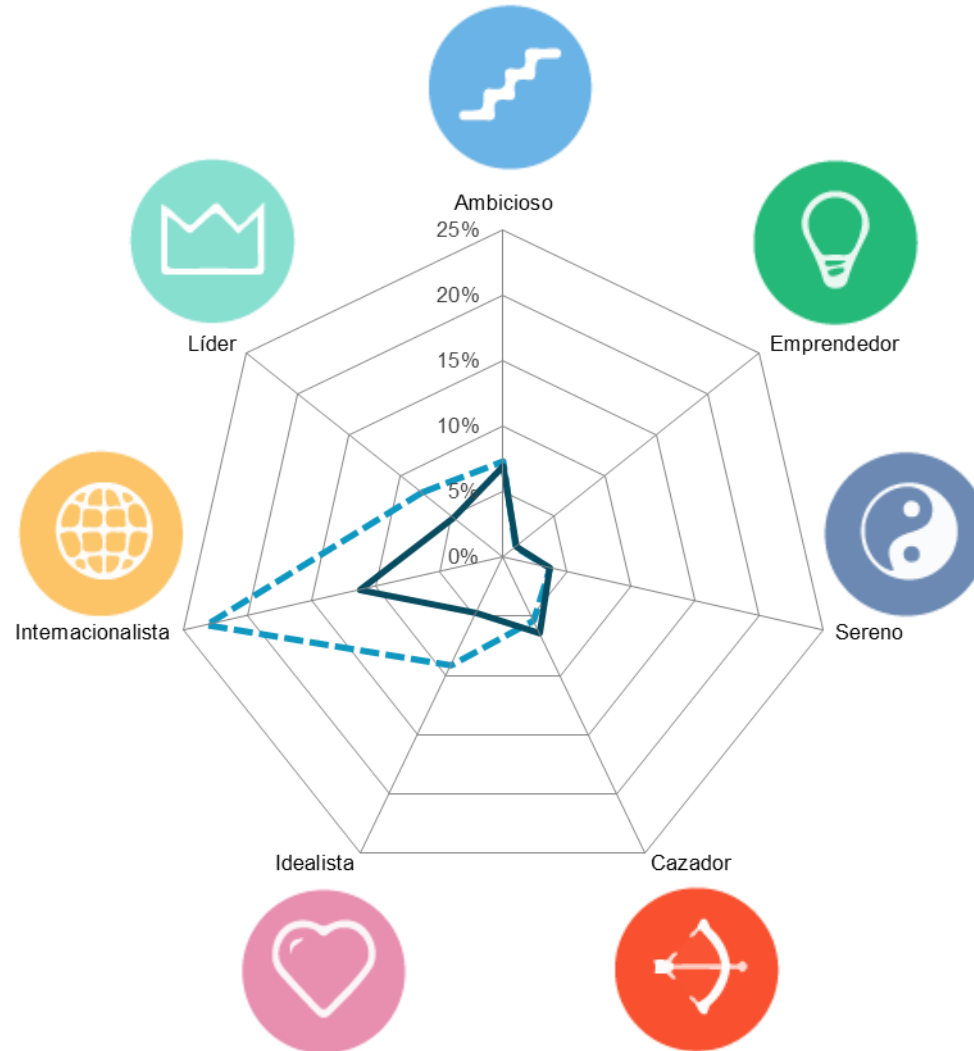 Ambicioso
25%
20%
Emprendedor
Líder
15%
10%
5%
0%
Internacionalista
Sereno
Idealista
Cazador